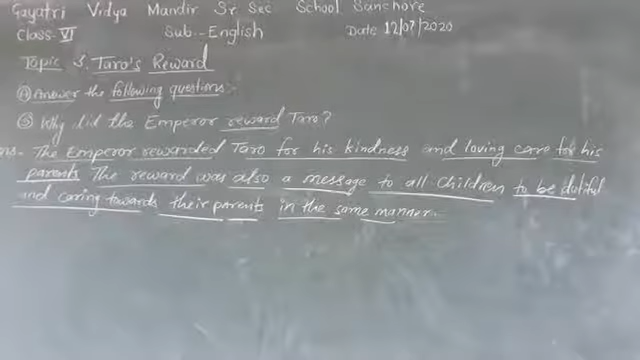 Gayatri Vidya Mandir Sr. Sec School Sanchore
Class-VI Sub-English Date 12/07/2020
Topic 3. Taro's Reward
Answer the following questions:-
Why did the Emperor reward Taro?
Ans- The Emperor rewarded Taro for his kindness and loving care for his
parents The reward was also a message to all children to be dutiful
and caring towards their parents in the same manner.